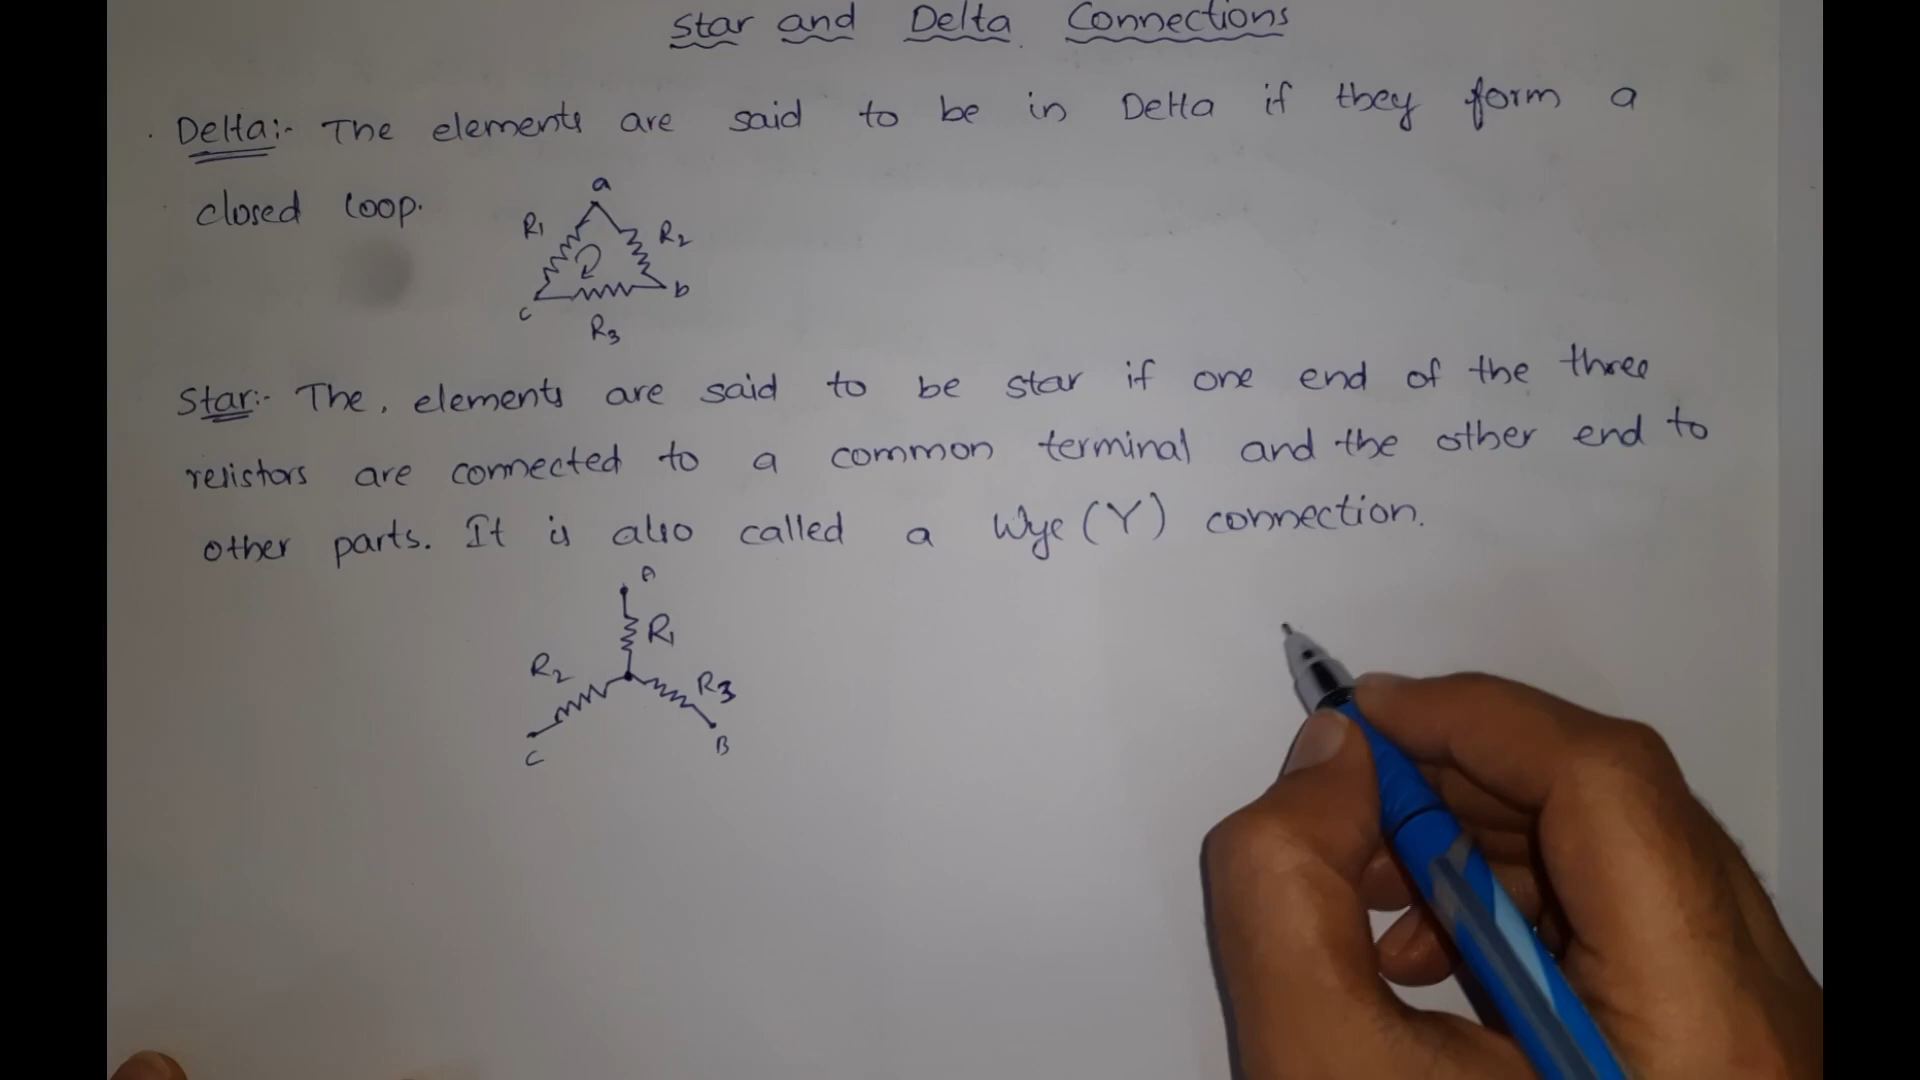 Star and Delta Connections
Delta:- The elements are said to be in Delta if they form a
closed loop.
a
R1
R2
c
b
R3
Star:- The, elements are said to be star if one end of the three
resistors are connected to a common terminal and the other end to
other parts. It is also called a Wye (Y) connection.
A
R1
R2
R3
B
C